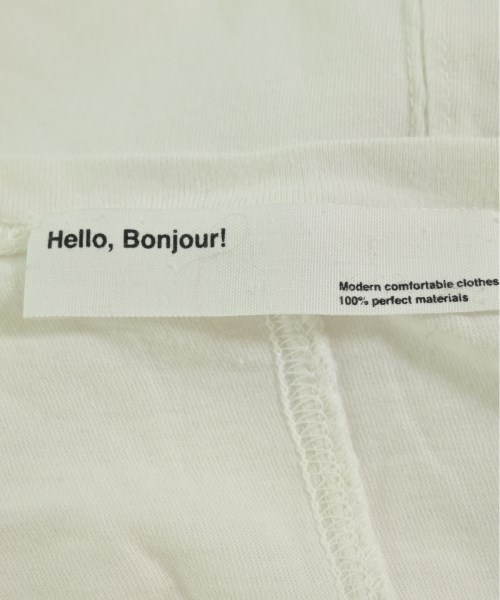 Hello, Bonjour!
Modern comfortable clothes
100% perfect materials